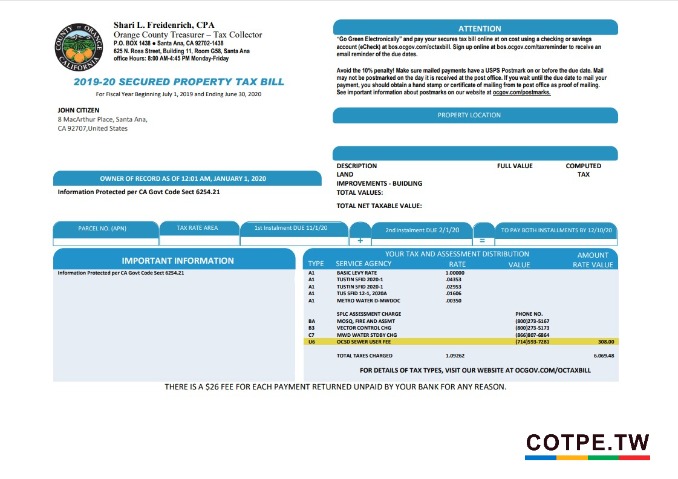 COUNTY OF ORANGE
CALIFORNIA
Shari L. Freidenrich, CPA
Orange County Treasurer – Tax Collector
P.O. BOX 1438 ● Santa Ana, CA 92702-1438
625 N. Ross Street, Building 11, Room G58, Santa Ana
office Hours: 8:00 AM-4:45 PM Monday-Friday
2019-20 SECURED PROPERTY TAX BILL
For Fiscal Year Beginning July 1, 2019 and Ending June 30, 2020
JOHN CITIZEN
8 MacArthur Place, Santa Ana,
CA 92707,United States
ATTENTION
"Go Green Electronically" and pay your secure tax bill online at on cost using a checking or savings
account (eCheck) at bos.ocgov.com/octaxbill. Sign up online at bos.ocgov.com/taxreminder to receive an
email reminder of the due dates.
Avoid the 10% penalty! Make sure mailed payments have a USPS Postmark on or before the due date. Mail
may not be postmarked on the day it is received at the post office. If you wait until the due date to mail your
payment, you should obtain a hand stamp or certificate of mailing from te post office as proof of mailing.
See important information about postmarks on our website at ocgov.com/postmarks.
PROPERTY LOCATION
OWNER OF RECORD AS OF 12:01 AM, JANUARY 1, 2020
Information Protected per CA Govt Code Sect 6254.21
DESCRIPTION FULL VALUE COMPUTED
LAND TAX
IMPROVEMENTS - BUIDLING
TOTAL VALUES:
TOTAL NET TAXABLE VALUE:
PARCEL NO. (APN) TAX RATE AREA 1st Instalment DUE 11/1/20 + 2nd Instalment DUE 2/1/20 = TO PAY BOTH INSTALLMENTS BY 12/10/20
IMPORTANT INFORMATION
Information Protected per CA Govt Code Sect 6254.21
YOUR TAX AND ASSESSMENT DISTRIBUTION AMOUNT
TYPE SERVICE AGENCY RATE VALUE RATE VALUE
A1 BASIC LEVY RATE 1.00000
A1 TUSTIN SFID 2020-1 .04353
A1 TUSTIN SFID 2020-1 .02953
A1 TUS SFID 12-1, 2020A .01606
A1 METRO WATER D-MWDOC .00350
SPLC ASSESSMENT CHARGE PHONE NO.
BA MOSQ, FIRE AND ASSMT (800)273-5167
B3 VECTOR CONTROL CHG (800)273-5173
C7 MWD WATER STDBY CHG (866)807-6864
U6 OCSD SEWER USER FEE (714)593-7281 308.00
TOTAL TAXES CHARGED 1.09262 6,069.48
FOR DETAILS OF TAX TYPES, VISIT OUR WEBSITE AT OCGOV.COM/OCTAXBILL
THERE IS A $26 FEE FOR EACH PAYMENT RETURNED UNPAID BY YOUR BANK FOR ANY REASON.
COTPE.TW